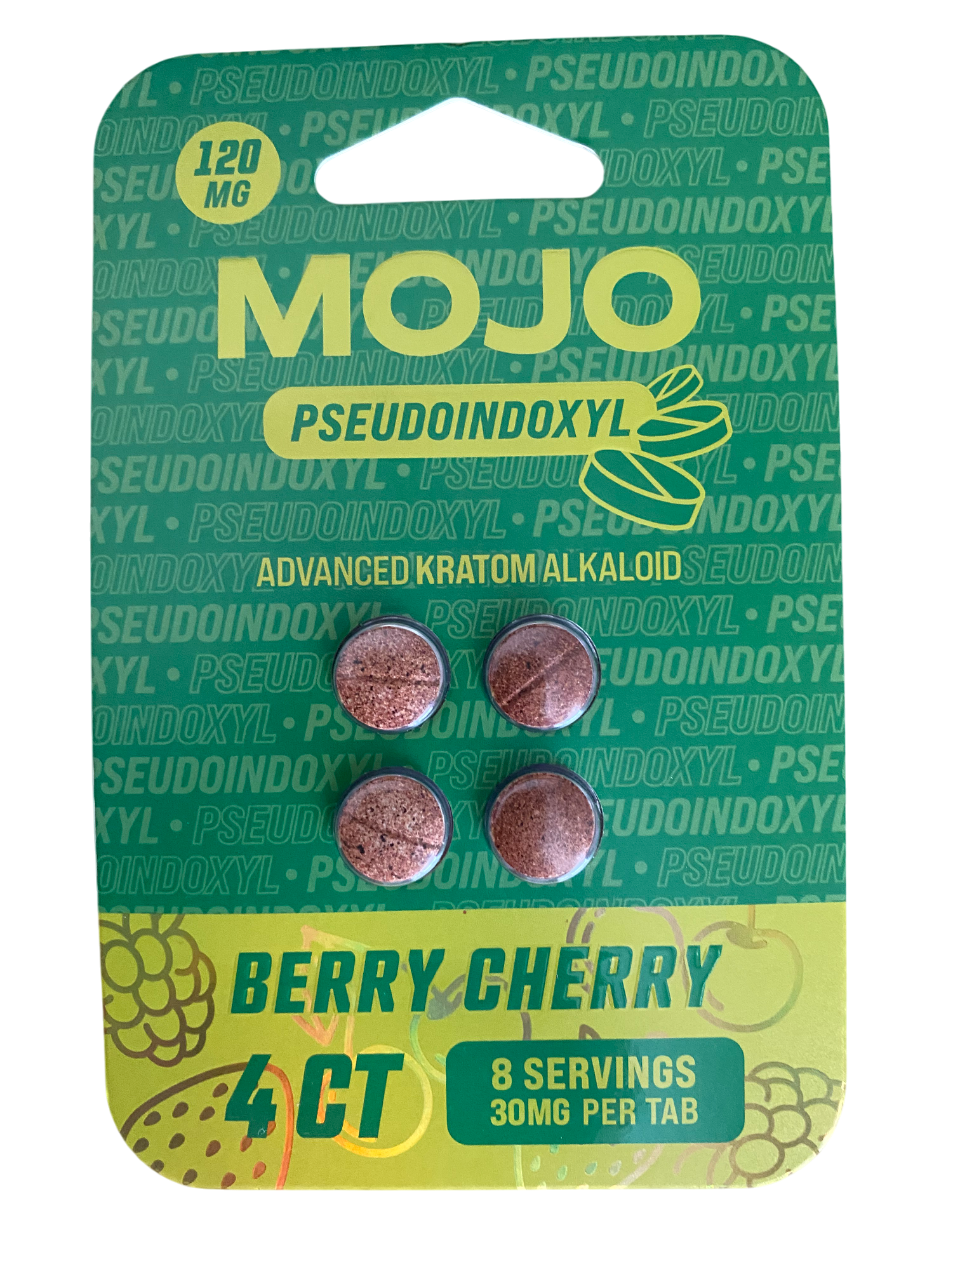 120
MG
MOJO
PSEUDOINDOXYL
ADVANCED KRATOM ALKALOID
BERRY CHERRY
4 CT
8 SERVINGS
30MG PER TAB